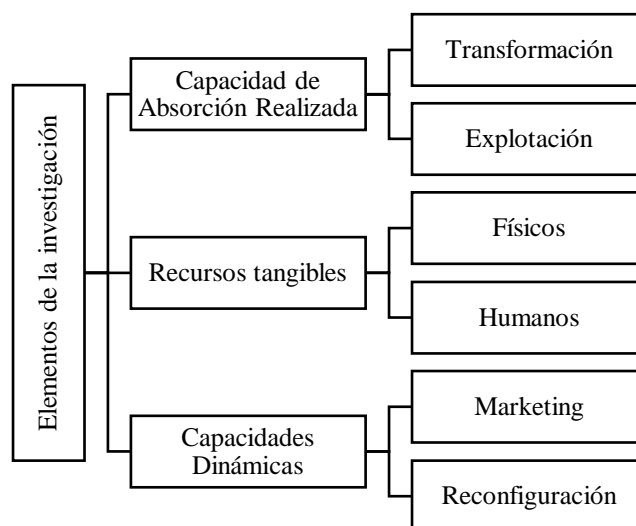 Elementos de la investigación
Capacidad de
Absorción Realizada
Transformación
Explotación
Recursos tangibles
Físicos
Humanos
Capacidades
Dinámicas
Marketing
Reconfiguración